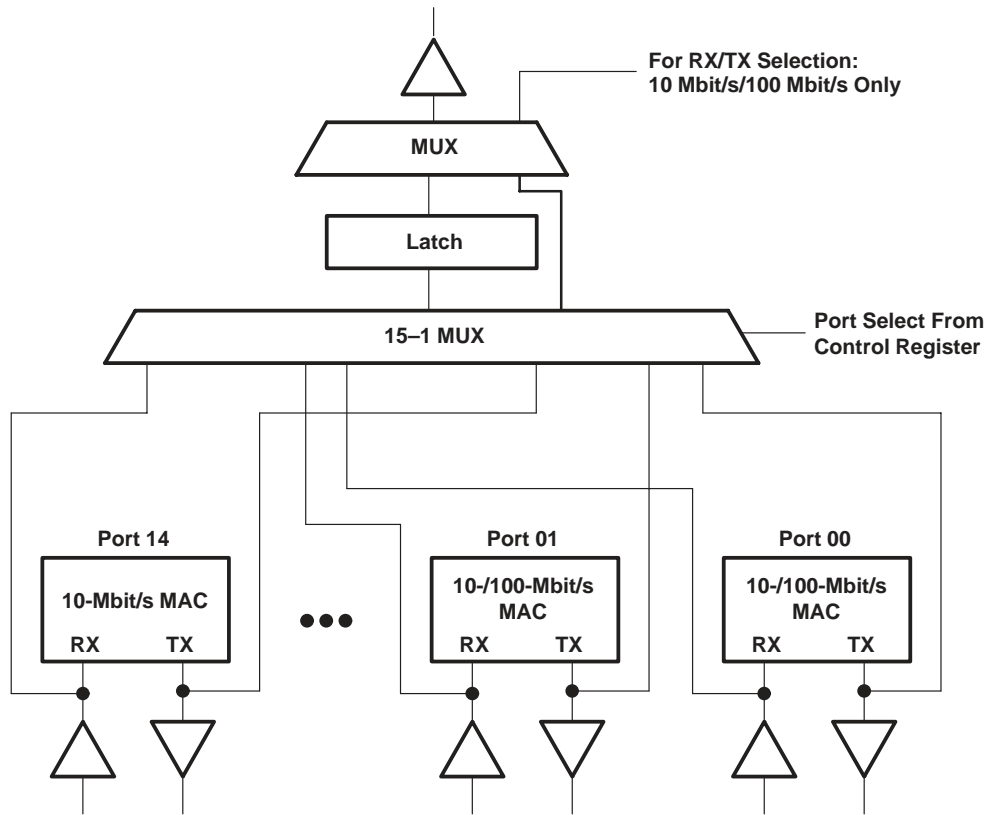 For RX/TX Selection:
10 Mbit/s/100 Mbit/s Only
MUX
Latch
15–1 MUX
Port Select From
Control Register
Port 14
10-Mbit/s MAC
RX TX
Port 01
10-/100-Mbit/s
MAC
RX TX
Port 00
10-/100-Mbit/s
MAC
RX TX